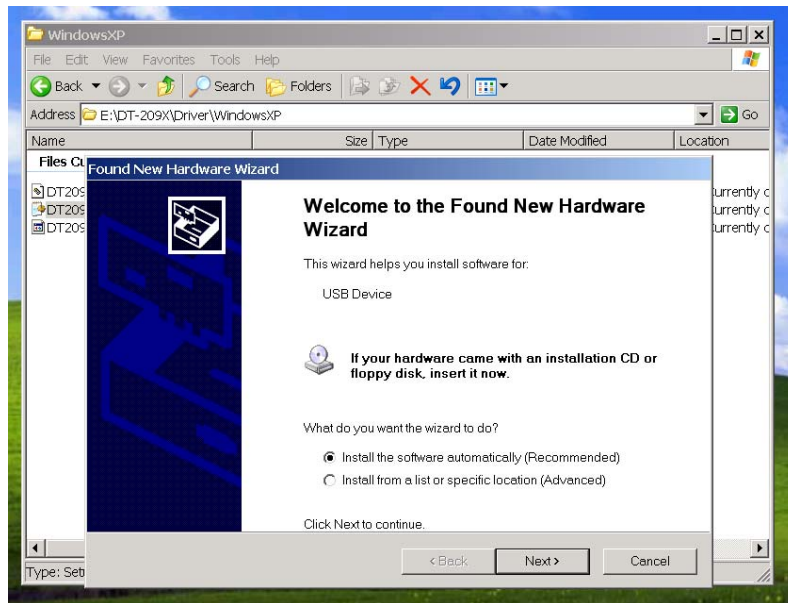 WindowsXP
File Edit View Favorites Tools Help
Back Search Folders
Address E:\DT-209X\Driver\WindowsXP Go
Name Size Type Date Modified Location
Files Cu
Found New Hardware Wizard
DT209
DT209
DT209
urrently c
urrently c
urrently c
Welcome to the Found New Hardware
Wizard
This wizard helps you install software for:
USB Device
If your hardware came with an installation CD or
floppy disk, insert it now.
What do you want the wizard to do?
Install the software automatically (Recommended)
Install from a list or specific location (Advanced)
Click Next to continue.
< Back Next > Cancel
Type: Set